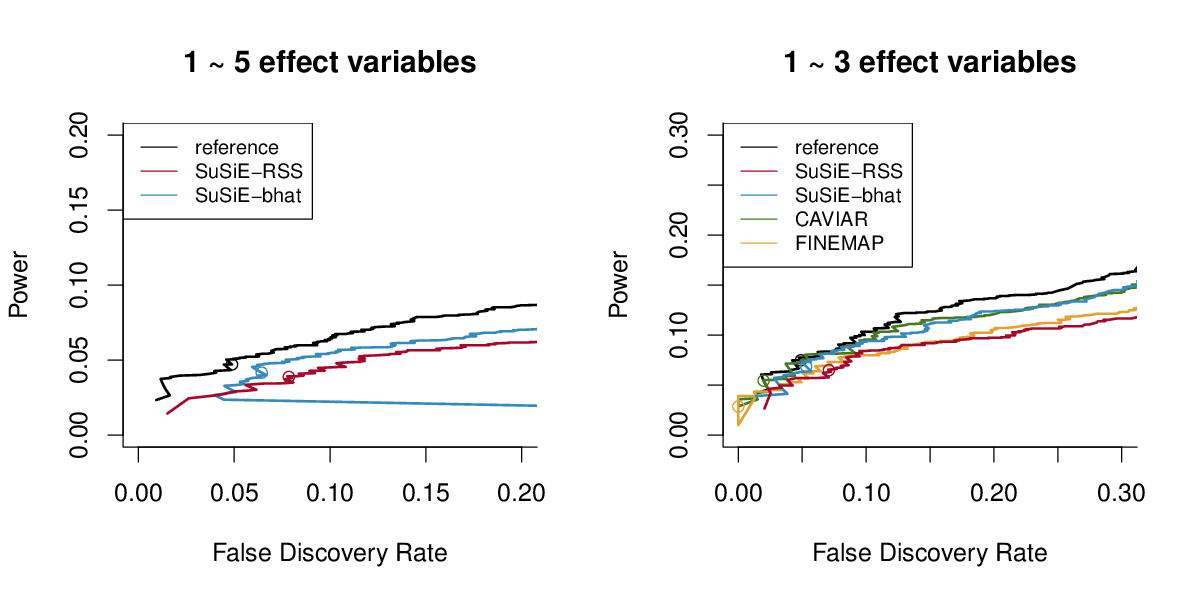 1 ~ 5 effect variables
Power
0.00 0.05 0.10 0.15 0.20
reference
SuSiE−RSS
SuSiE−bhat
0.00 0.05 0.10 0.15 0.20
False Discovery Rate
1 ~ 3 effect variables
Power
0.00 0.10 0.20 0.30
reference
SuSiE−RSS
SuSiE−bhat
CAVIAR
FINEMAP
0.00 0.10 0.20 0.30
False Discovery Rate